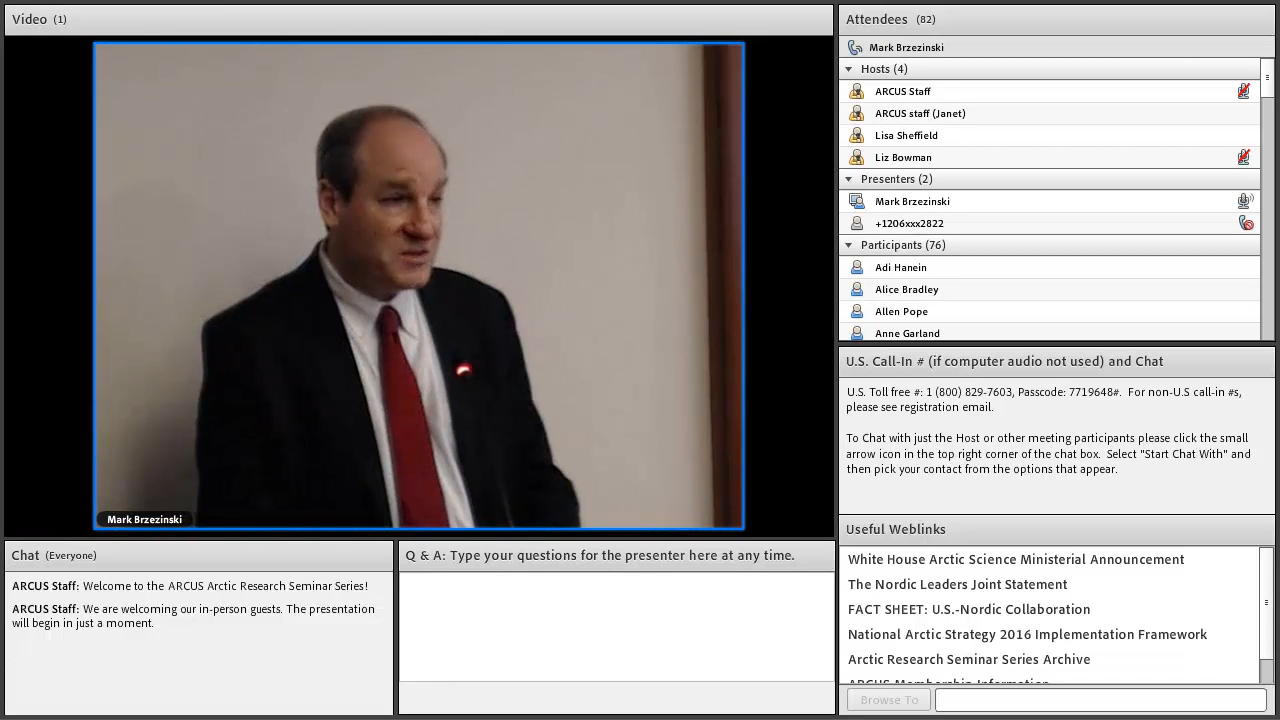 Video (1)
Mark Brzezinski
Chat (Everyone)
ARCUS Staff: Welcome to the ARCUS Arctic Research Seminar Series!
ARCUS Staff: We are welcoming our in-person guests. The presentation
will begin in just a moment.
Q & A: Type your questions for the presenter here at any time.
Attendees (82)
Mark Brzezinski
Hosts (4)
ARCUS Staff
ARCUS staff (Janet)
Lisa Sheffield
Liz Bowman
Presenters (2)
Mark Brzezinski
+1206xxx2822
Participants (76)
Adi Hanein
Alice Bradley
Allen Pope
Anne Garland
U.S. Call-In # (if computer audio not used) and Chat
U.S. Toll free #: 1 (800) 829-7603, Passcode: 7719648#. For non-U.S call-in #s,
please see registration email.
To Chat with just the Host or other meeting participants please click the small
arrow icon in the top right corner of the chat box. Select "Start Chat With" and
then pick your contact from the options that appear.
Useful Weblinks
White House Arctic Science Ministerial Announcement
The Nordic Leaders Joint Statement
FACT SHEET: U.S.-Nordic Collaboration
National Arctic Strategy 2016 Implementation Framework
Arctic Research Seminar Series Archive
ARCUS Membership Information
Browse To